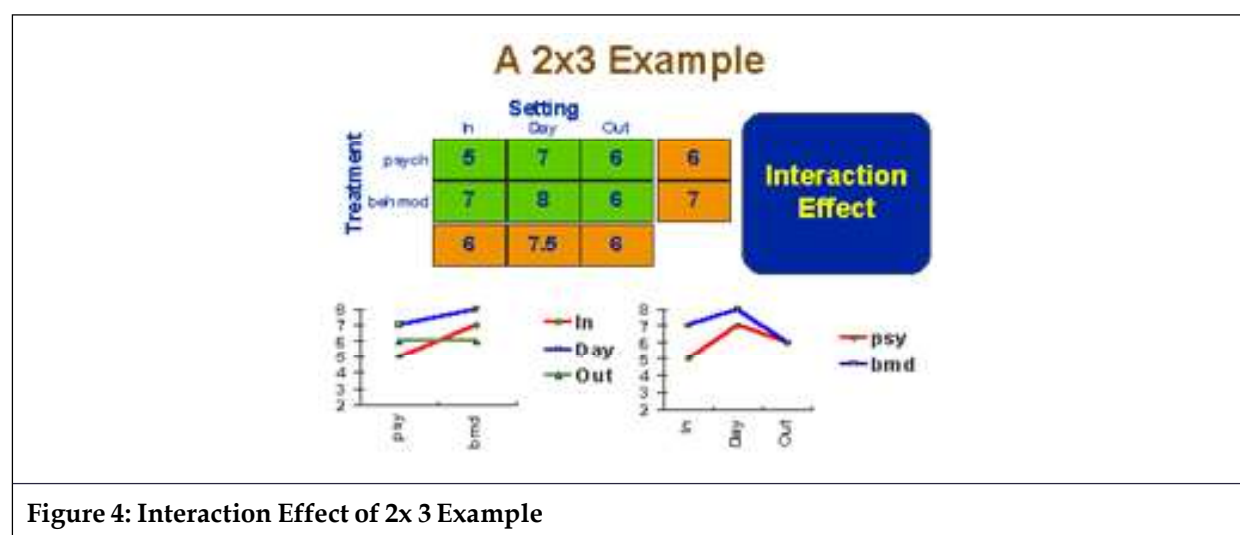 A 2x3 Example
Setting
In Day Out
Treatment
psych 5 7 6 6
beh mod 7 8 6 7
6 7.5 6
Interaction
Effect
8
7
6
5
4
3
2
psy bmd
In
Day
Out
8
7
6
5
4
3
2
In Day Out
psy
bmd
Figure 4: Interaction Effect of 2x 3 Example